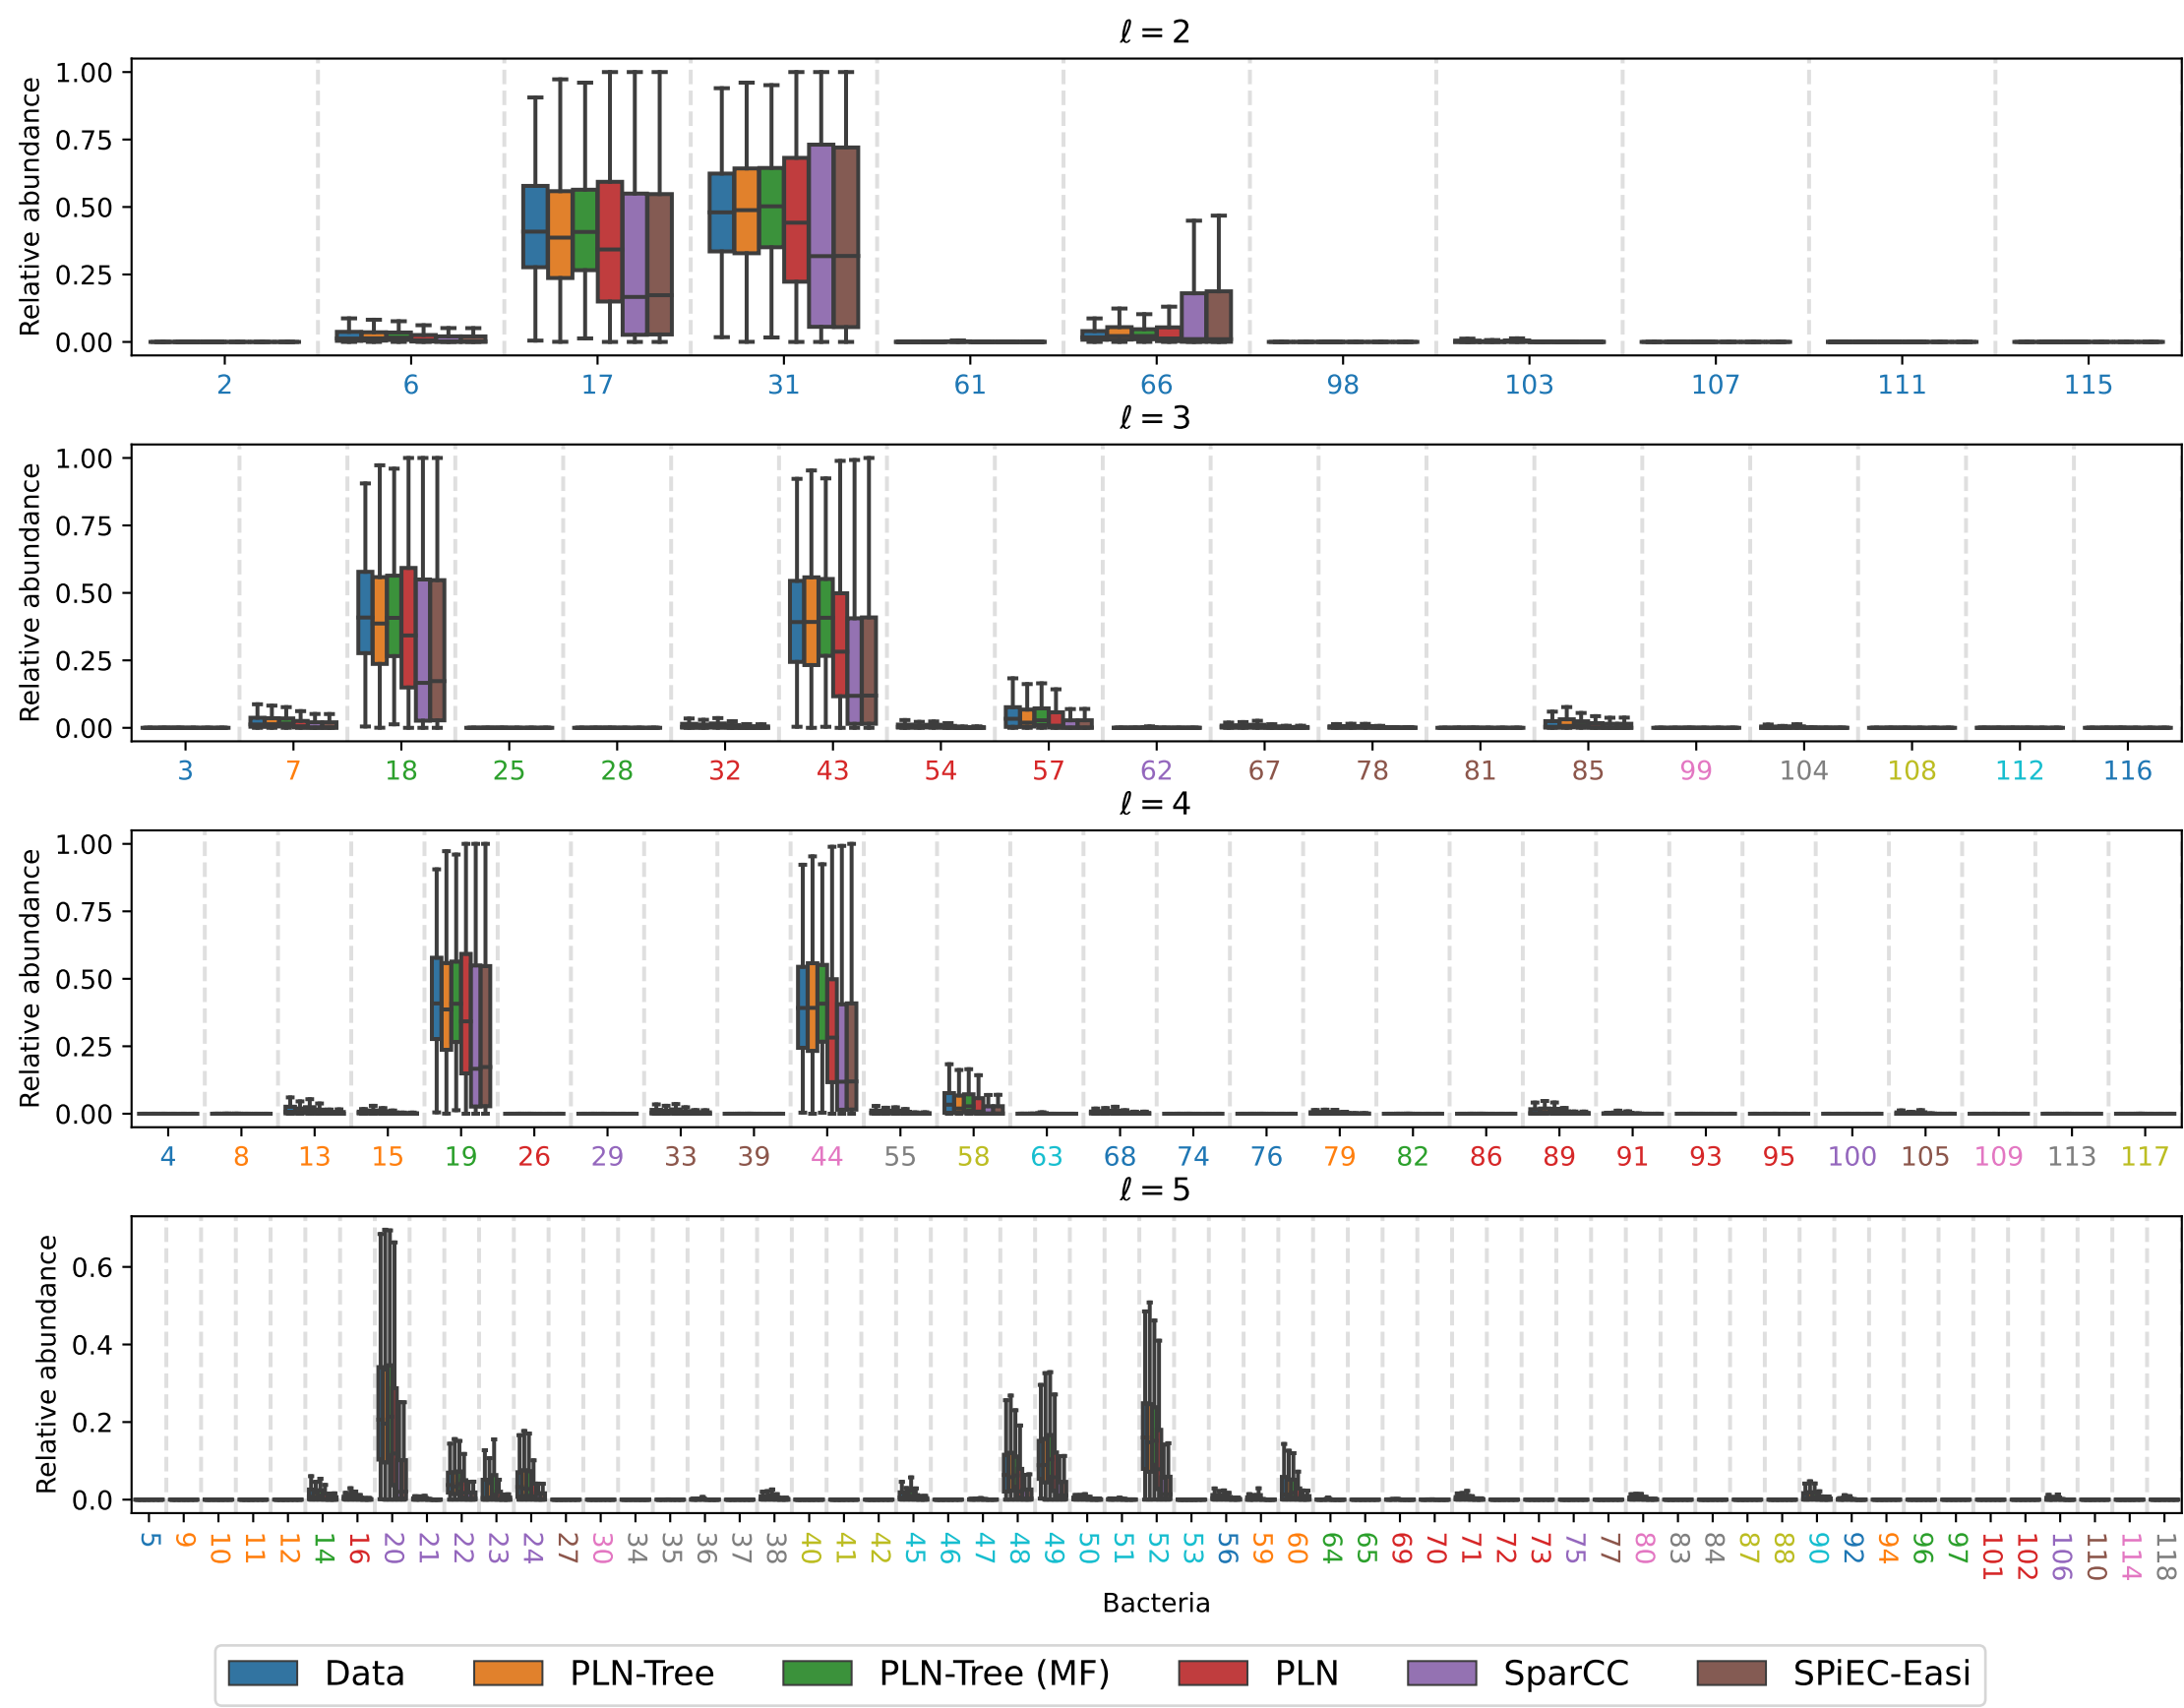 ℓ = 2
Relative abundance
1.00
0.75
0.50
0.25
0.00
2 6 17 31 61 66 98 103 107 111 115
ℓ = 3
Relative abundance
1.00
0.75
0.50
0.25
0.00
3 7 18 25 28 32 43 54 57 62 67 78 81 85 99 104 108 112 116
ℓ = 4
Relative abundance
1.00
0.75
0.50
0.25
0.00
4 8 13 15 19 26 29 33 39 44 55 58 63 68 74 76 79 82 86 89 91 93 95 100 105 109 113 117
ℓ = 5
Relative abundance
0.6
0.4
0.2
0.0
5 9 10 11 12 14 16 20 21 22 23 24 27 30 34 35 36 37 38 40 41 42 45 46 47 48 49 50 51 52 53 56 59 60 64 65 69 70 71 72 73 75 77 80 83 84 87 88 90 92 94 96 97 101 102 106 110 114 118
Bacteria
Data PLN-Tree PLN-Tree (MF) PLN SparCC SPiEC-Easi